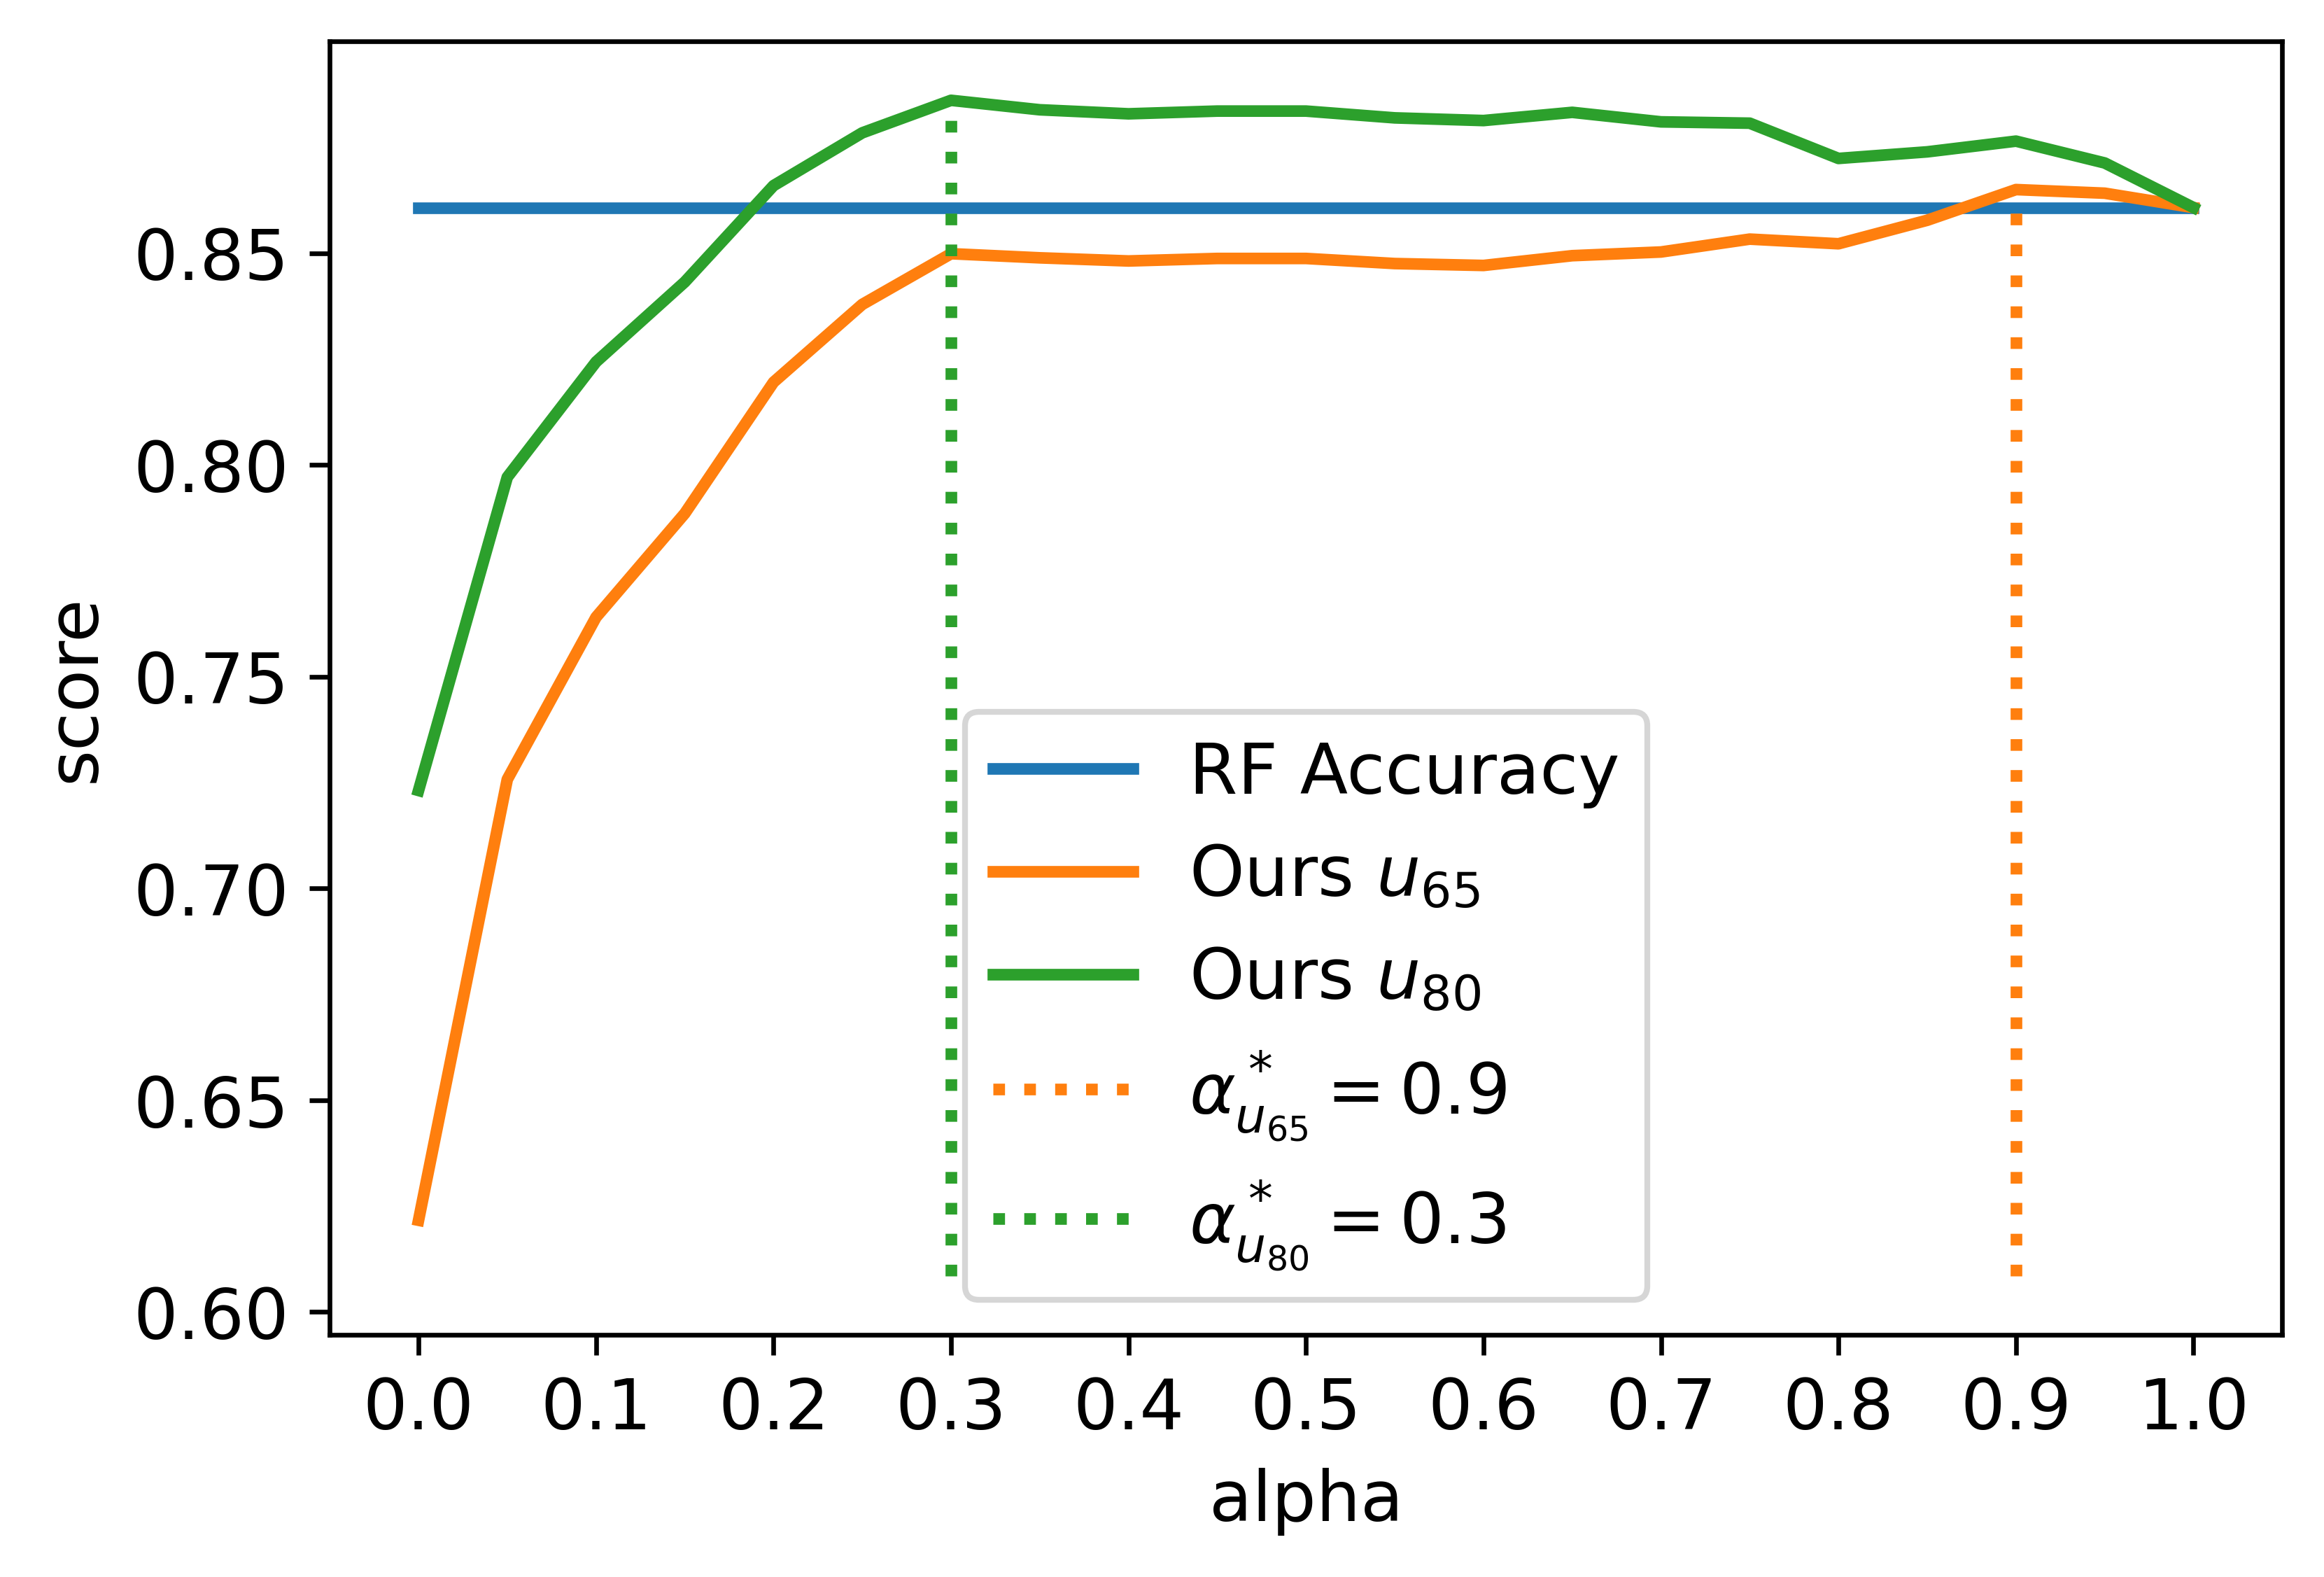 score
0.85
0.80
0.75
0.70
0.65
0.60
RF Accuracy
Ours u₆₅
Ours u₈₀
α*_{u₆₅} = 0.9
α*_{u₈₀} = 0.3
0.0 0.1 0.2 0.3 0.4 0.5 0.6 0.7 0.8 0.9 1.0
alpha